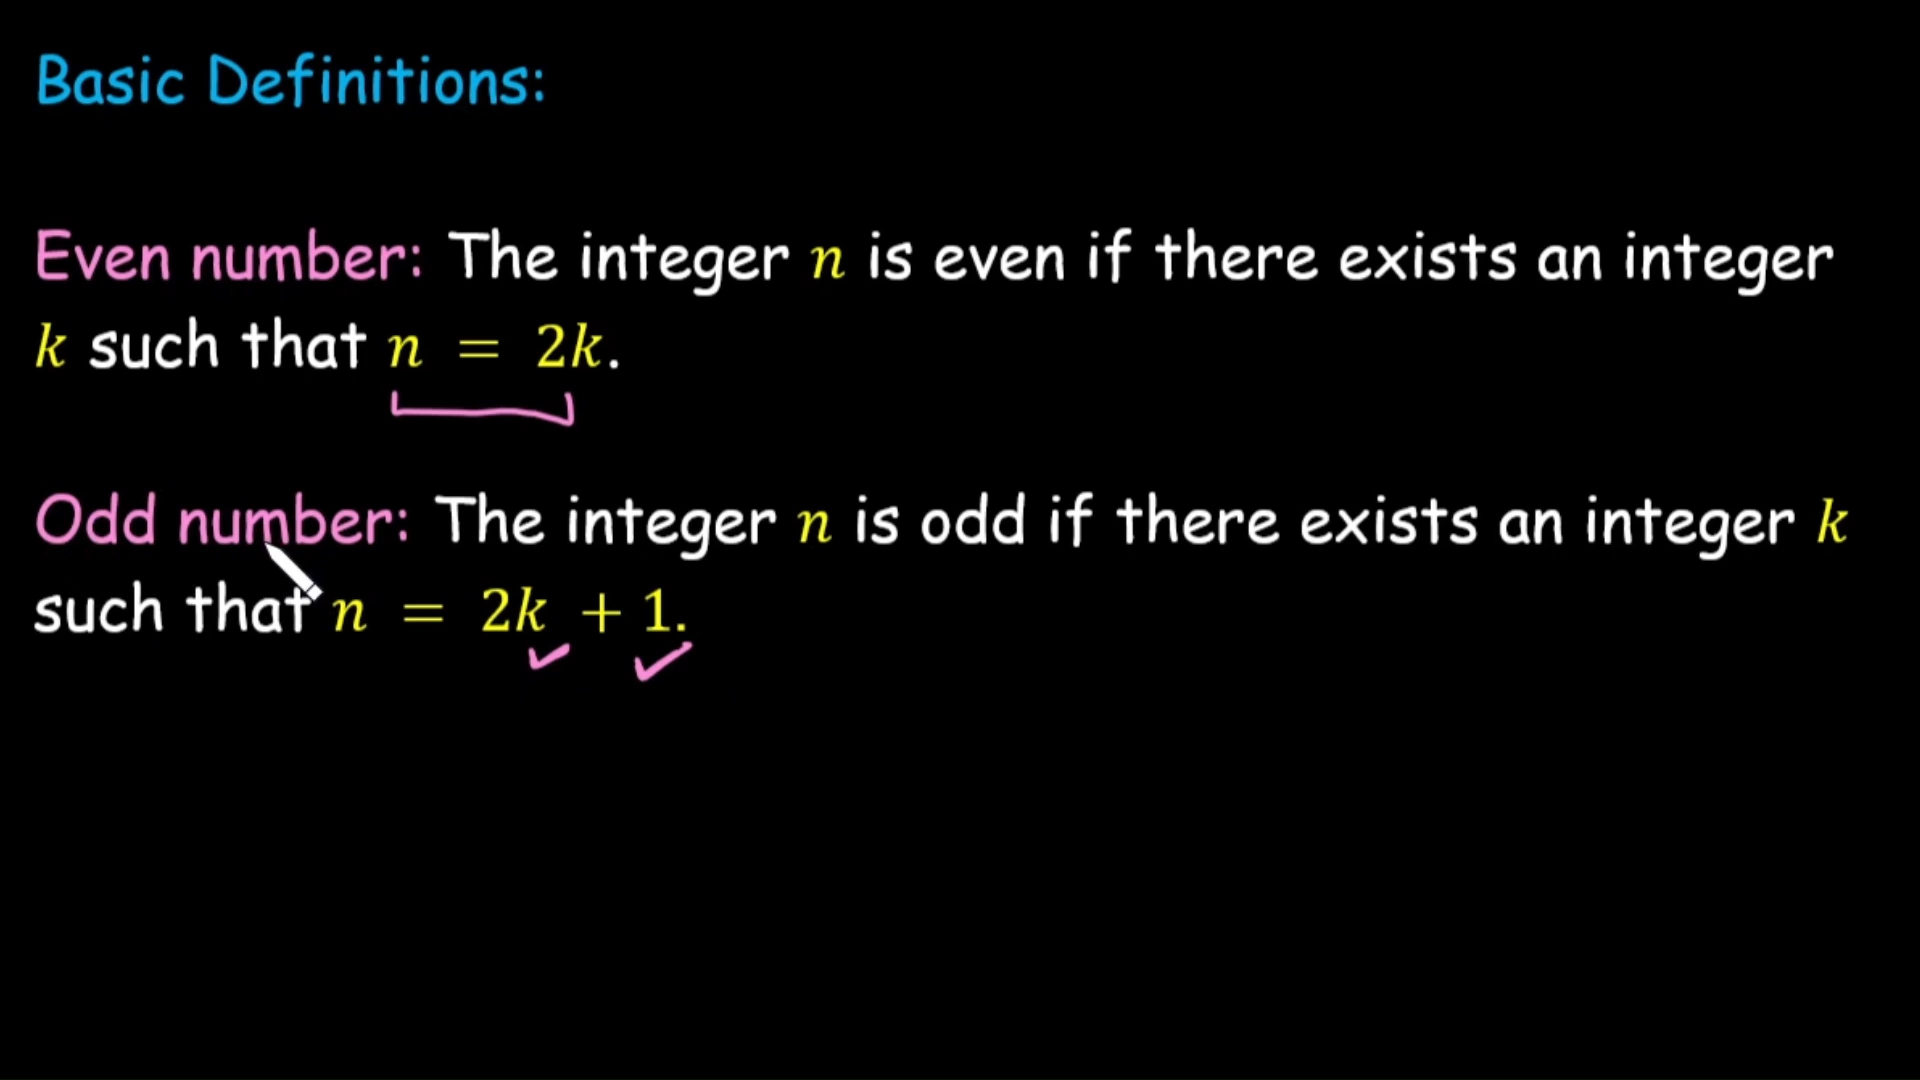 Basic Definitions:
Even number: The integer n is even if there exists an integer
k such that n = 2k.
Odd number: The integer n is odd if there exists an integer k
such that n = 2k + 1.